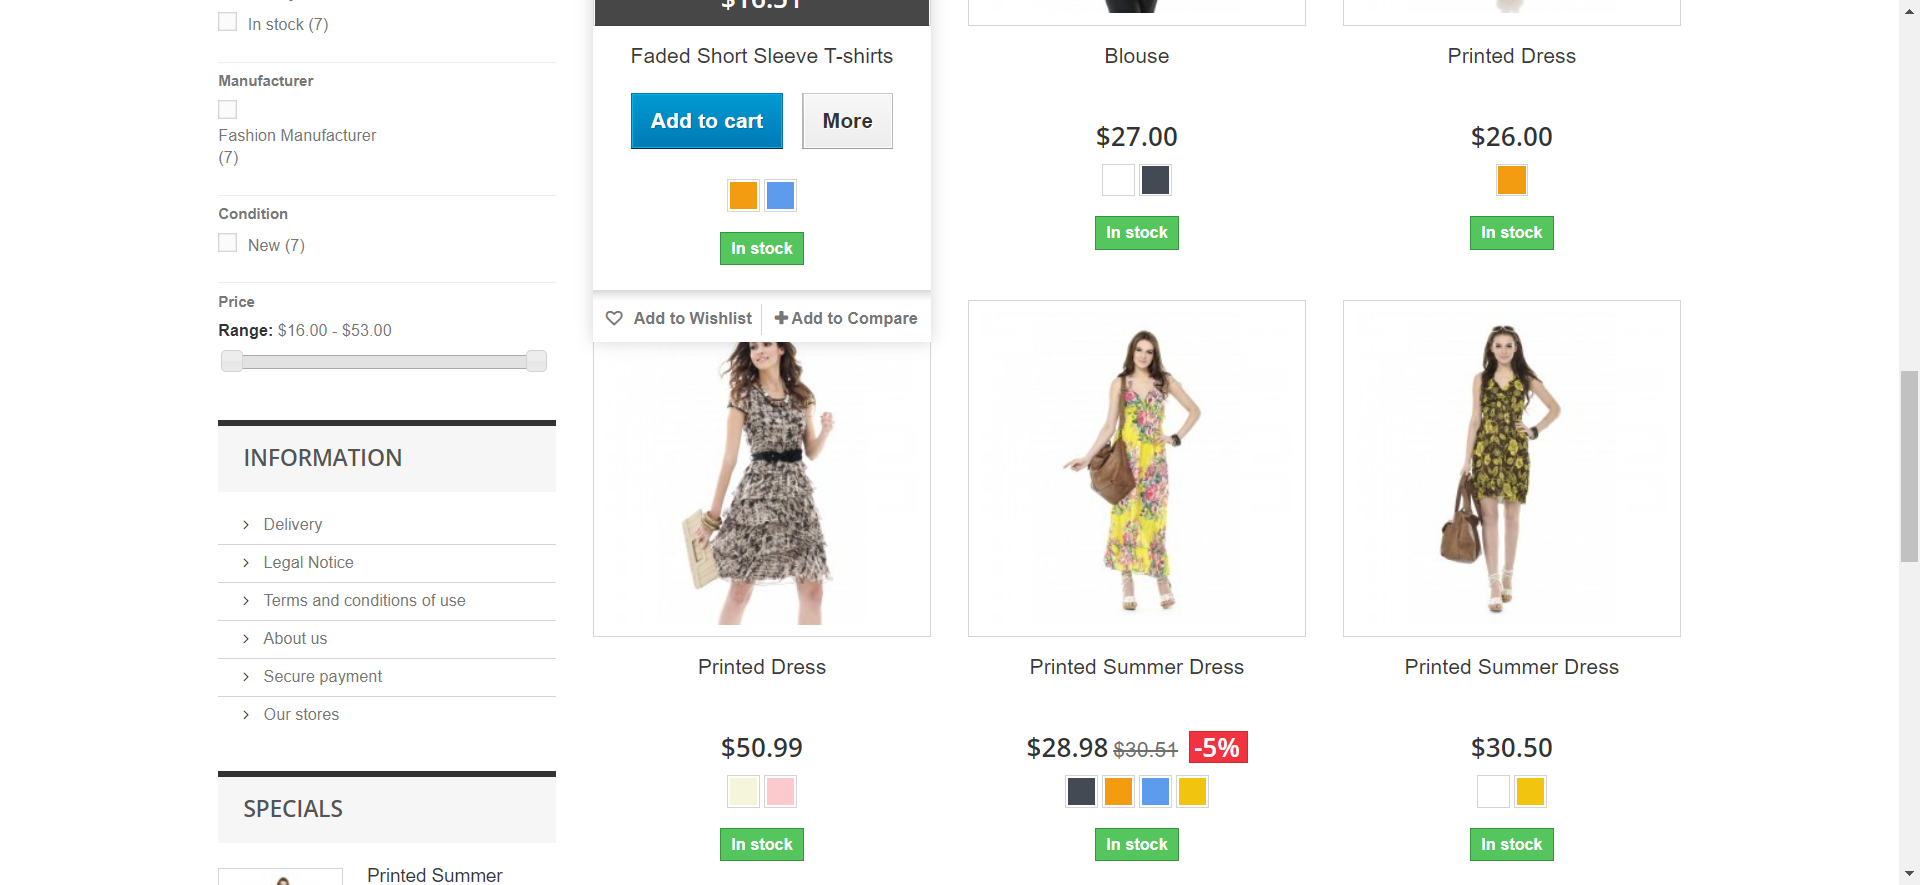 In stock (7)
Manufacturer
Fashion Manufacturer
(7)
Condition
New (7)
Price
Range: $16.00 - $53.00
INFORMATION
Delivery
Legal Notice
Terms and conditions of use
About us
Secure payment
Our stores
SPECIALS
Printed Summer
$16.51
Faded Short Sleeve T-shirts
Add to cart
More
In stock
Add to Wishlist
Add to Compare
Blouse
$27.00
In stock
Printed Dress
$26.00
In stock
Printed Dress
$50.99
In stock
Printed Summer Dress
$28.98 $30.51 -5%
In stock
Printed Summer Dress
$30.50
In stock